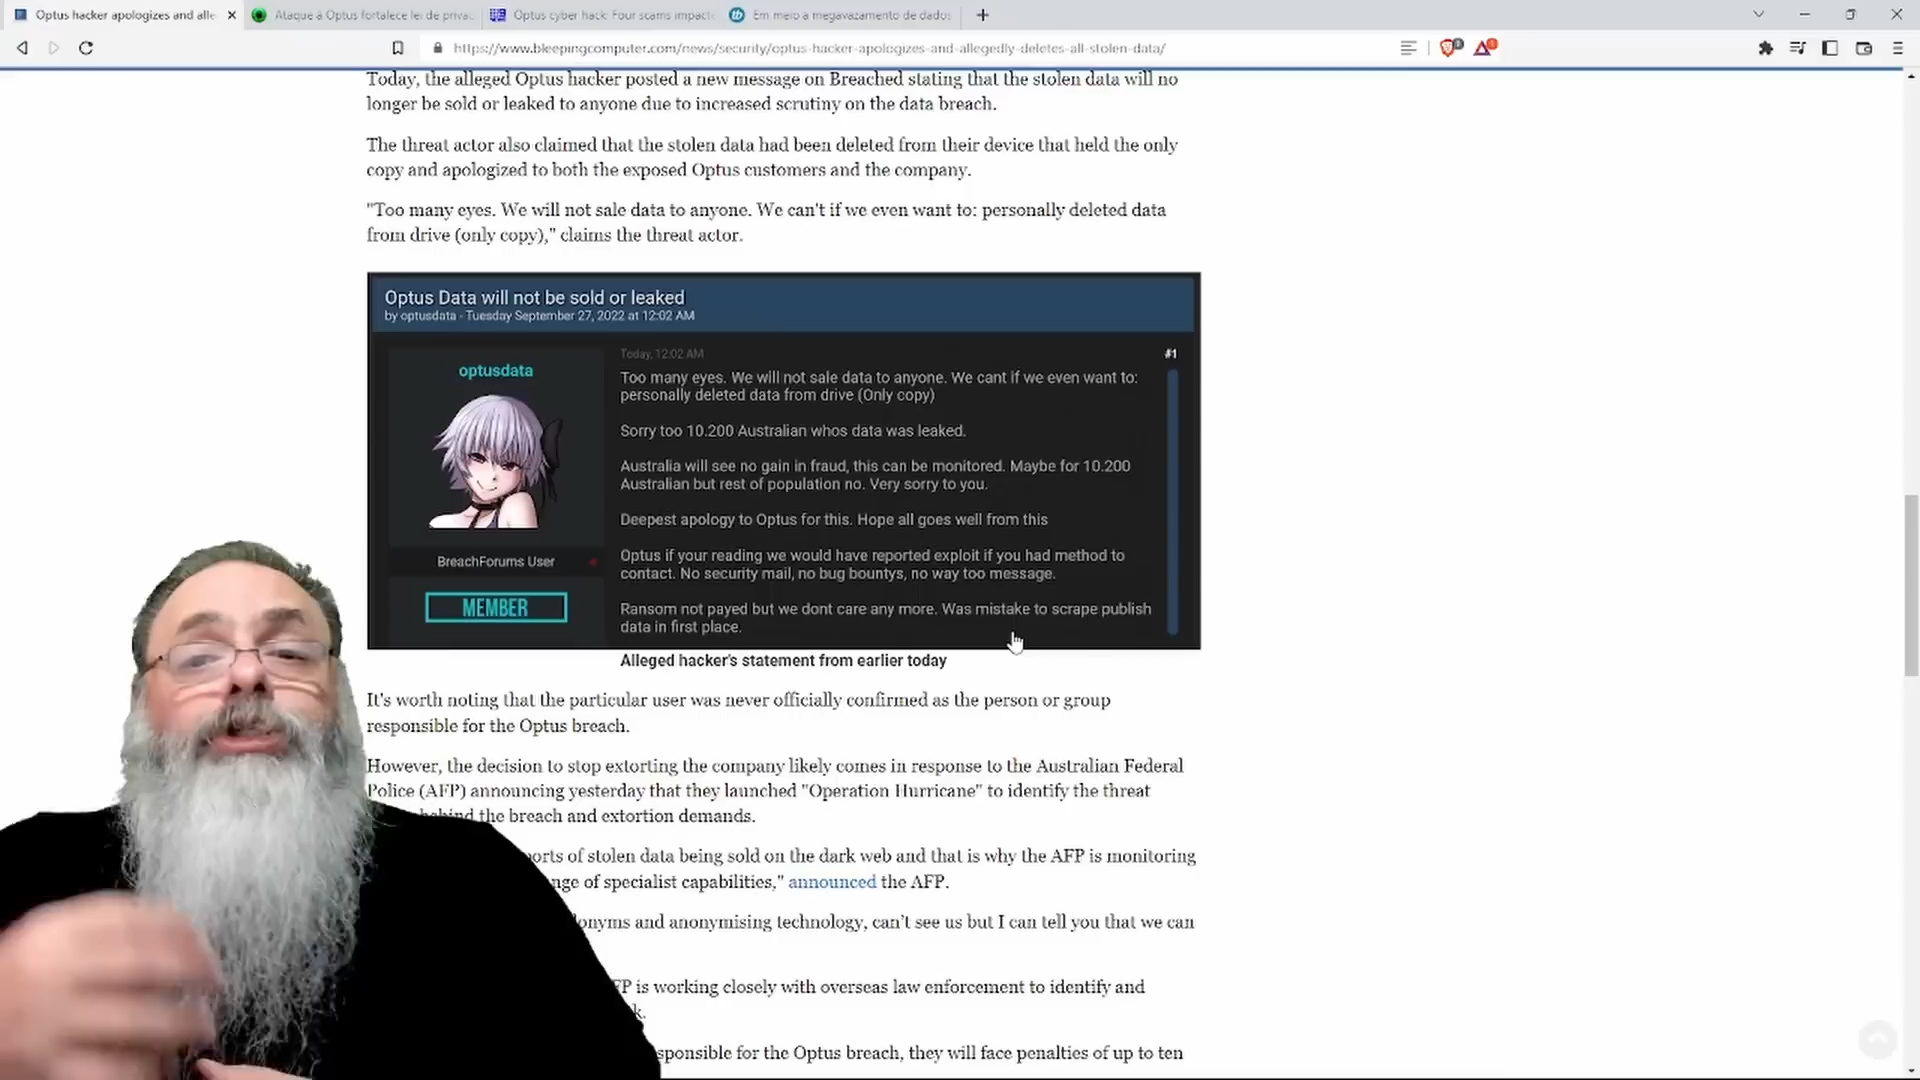 Optus hacker apologizes and alle
Ataque à Optus fortalece lei de priva
Optus cyber hack: Four scams impact
Em meio a megavazamento de dado
https://www.bleepingcomputer.com/news/security/optus-hacker-apologizes-and-allegedly-deletes-all-stolen-data/
Today, the alleged Optus hacker posted a new message on Breached stating that the stolen data will no
longer be sold or leaked to anyone due to increased scrutiny on the data breach.
The threat actor also claimed that the stolen data had been deleted from their device that held the only
copy and apologized to both the exposed Optus customers and the company.
"Too many eyes. We will not sale data to anyone. We can't if we even want to: personally deleted data
from drive (only copy)," claims the threat actor.
Optus Data will not be sold or leaked
by optusdata - Tuesday September 27, 2022 at 12:02 AM
Today, 12:02 AM
#1
optusdata
Too many eyes. We will not sale data to anyone. We cant if we even want to:
personally deleted data from drive (Only copy)
Sorry too 10.200 Australian whos data was leaked.
Australia will see no gain in fraud, this can be monitored. Maybe for 10.200
Australian but rest of population no. Very sorry to you.
Deepest apology to Optus for this. Hope all goes well from this
Optus if your reading we would have reported exploit if you had method to
contact. No security mail, no bug bountys, no way too message.
Ransom not payed but we dont care any more. Was mistake to scrape publish
data in first place.
BreachForums User
MEMBER
Alleged hacker's statement from earlier today
It's worth noting that the particular user was never officially confirmed as the person or group
responsible for the Optus breach.
However, the decision to stop extorting the company likely comes in response to the Australian Federal
Police (AFP) announcing yesterday that they launched "Operation Hurricane" to identify the threat
behind the breach and extortion demands.
orts of stolen data being sold on the dark web and that is why the AFP is monitoring
nge of specialist capabilities," announced the AFP.
onyms and anonymising technology, can't see us but I can tell you that we can
FP is working closely with overseas law enforcement to identify and
k.
sponsible for the Optus breach, they will face penalties of up to ten